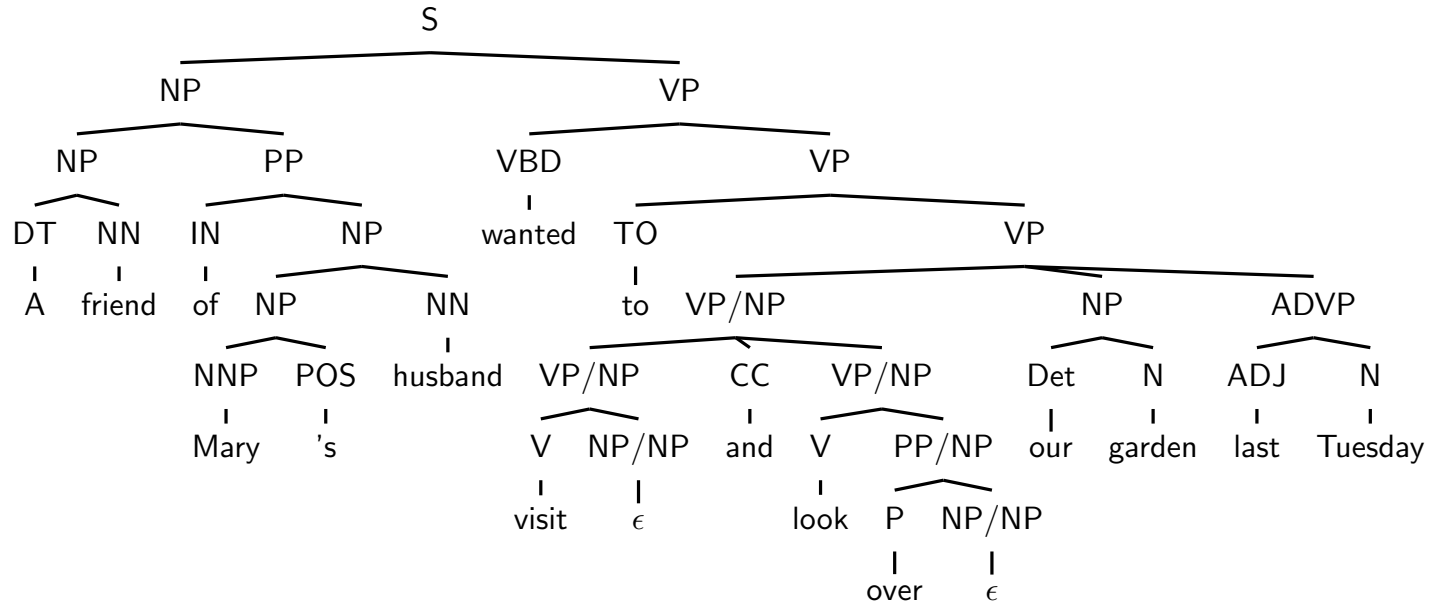 S
NP VP
NP PP VBD VP
DT NN IN NP wanted TO VP
A friend of NP NN to VP/NP NP ADVP
NNP POS husband VP/NP CC VP/NP Det N ADJ N
Mary 's V NP/NP and V PP/NP our garden last Tuesday
visit ϵ look P NP/NP
over ϵ